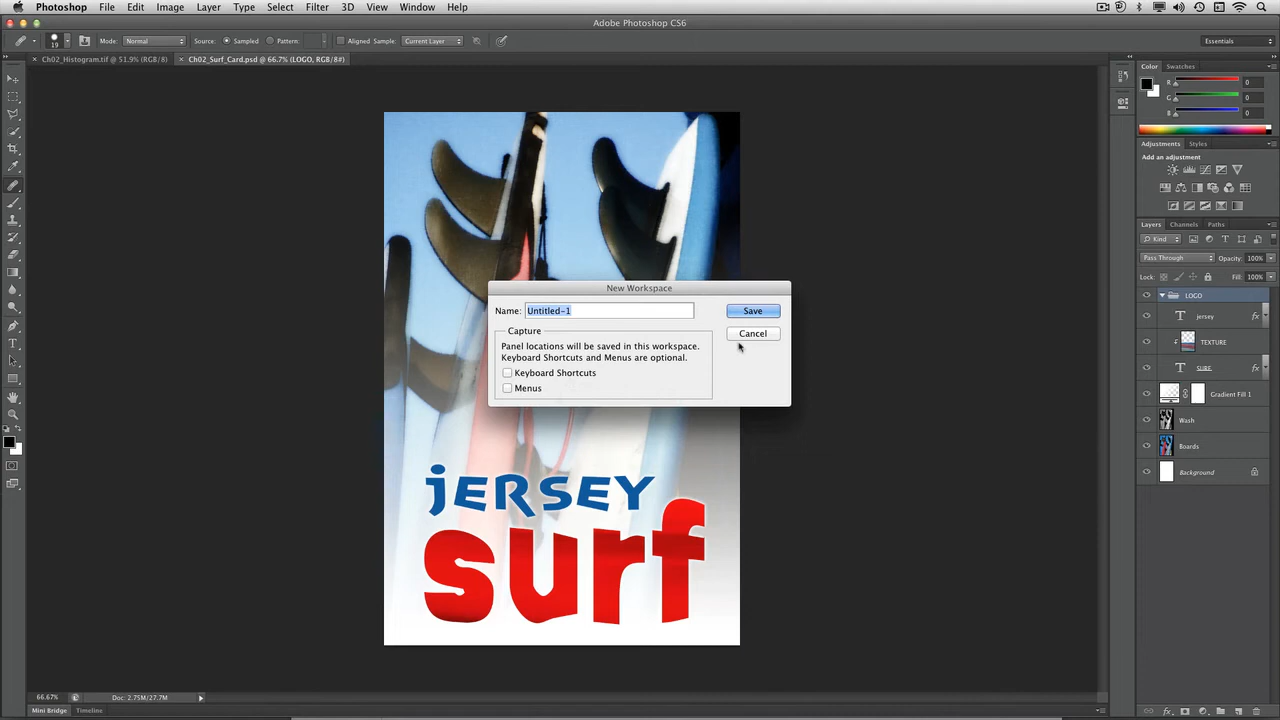 Photoshop File Edit Image Layer Type Select Filter 3D View Window Help
Adobe Photoshop CS6
19 Mode: Normal Source: Sampled Pattern: Aligned Sample: Current Layer Essentials
× Ch02_Histogram.tif @ 51.9% (RGB/8) × Ch02_Surf_Card.psd @ 66.7% (LOGO, RGB/8#)
Color Swatches
R 0
G 0
B 0
Adjustments Styles
Add an adjustment
Layers Channels Paths
Kind
Pass Through Opacity: 100%
Lock: Fill: 100%
LOGO
jersey fx
TEXTURE
SURF fx
Gradient Fill 1
Wash
Boards
Background
New Workspace
Name: Untitled-1 Save
Cancel
Capture
Panel locations will be saved in this workspace.
Keyboard Shortcuts and Menus are optional.
Keyboard Shortcuts
Menus
jERSEY
surf
66.67% Doc: 2.75M/27.7M
Mini Bridge Timeline